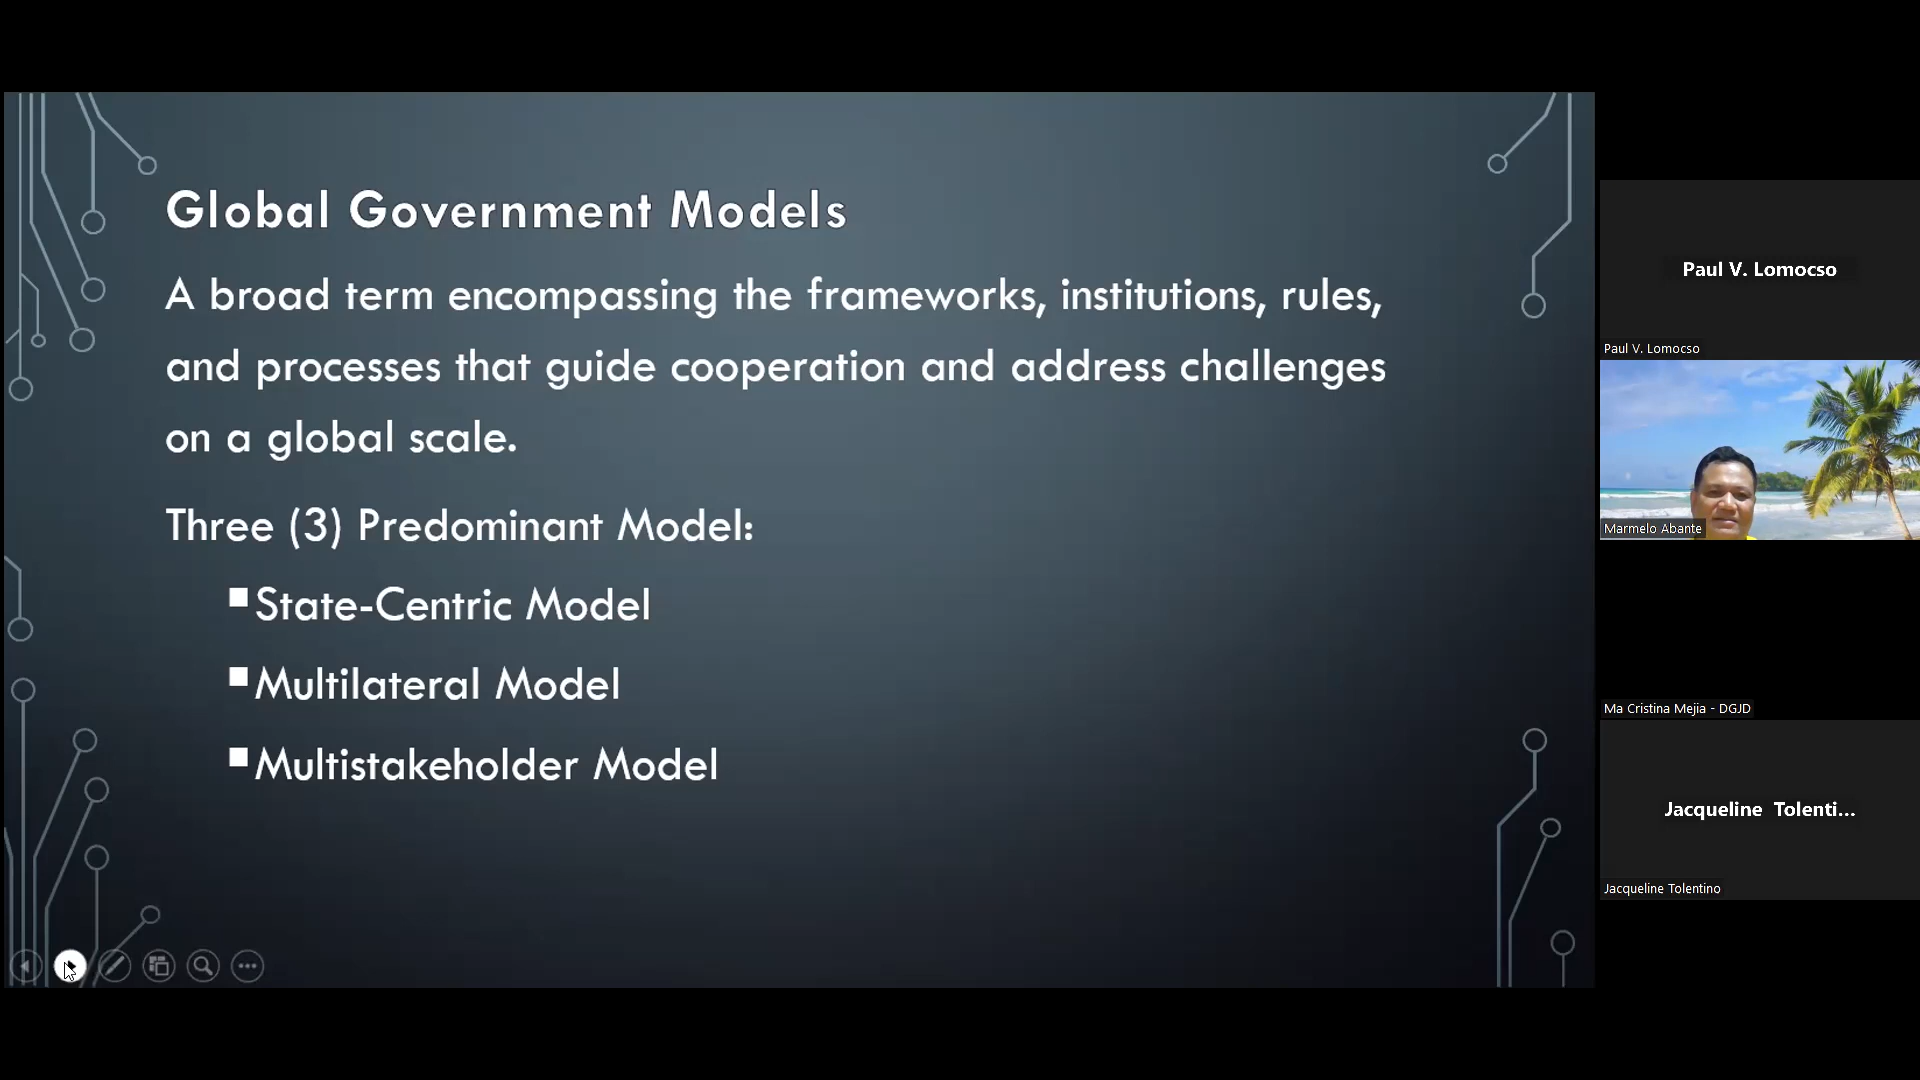 Global Government Models
A broad term encompassing the frameworks, institutions, rules,
and processes that guide cooperation and address challenges
on a global scale.
Three (3) Predominant Model:
State-Centric Model
Multilateral Model
Multistakeholder Model
Paul V. Lomocso
Paul V. Lomocso
Marmelo Abante
Ma Cristina Mejia - DGJD
Jacqueline Tolenti...
Jacqueline Tolentino